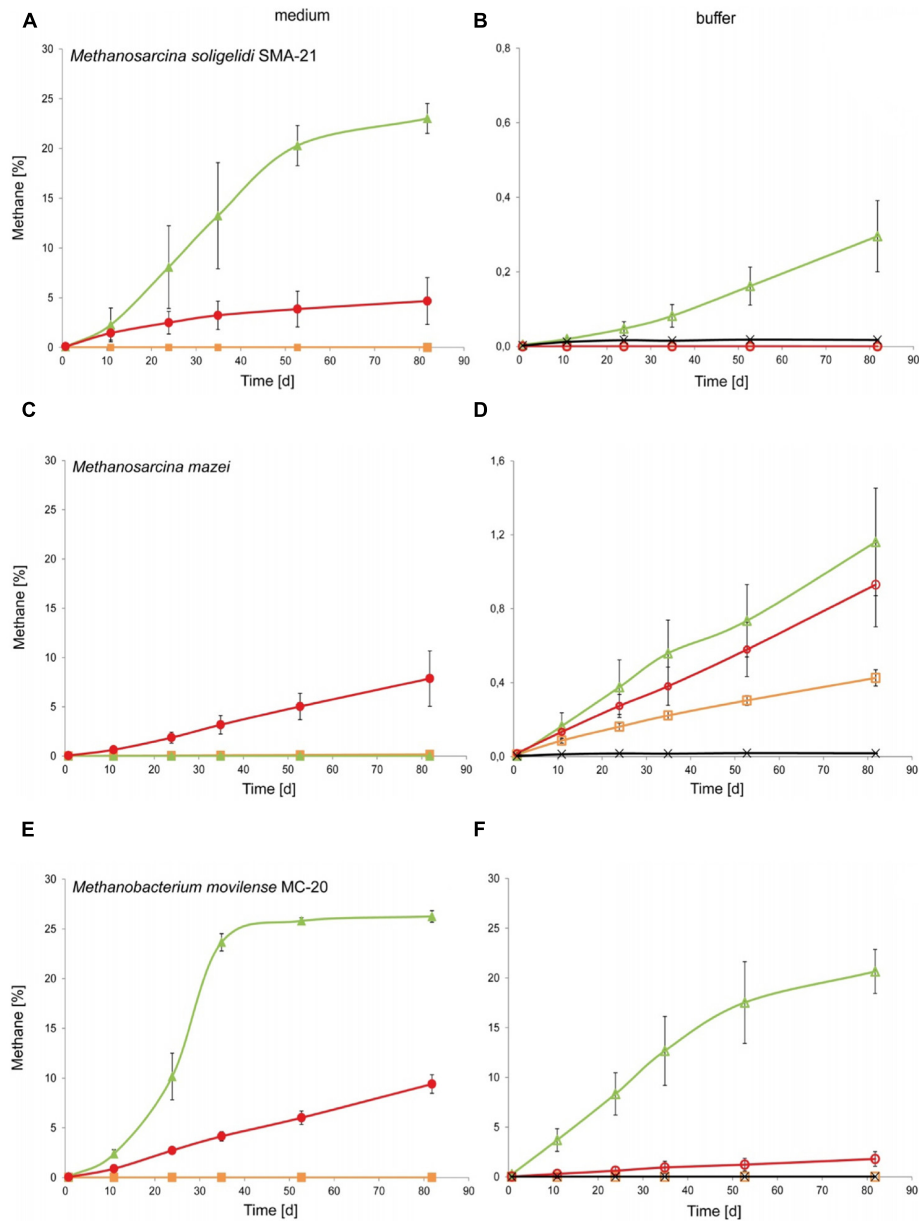 A
medium
B
buffer
Methanosarcina soligelidi SMA-21
Methane [%]
30
25
20
15
10
5
0
0 10 20 30 40 50 60 70 80 90
Time [d]
0,8
0,6
0,4
0,2
0,0
0 10 20 30 40 50 60 70 80 90
Time [d]
C
D
Methanosarcina mazei
Methane [%]
30
25
20
15
10
5
0
0 10 20 30 40 50 60 70 80 90
Time [d]
1,6
1,2
0,8
0,4
0,0
0 10 20 30 40 50 60 70 80 90
Time [d]
E
F
Methanobacterium movilense MC-20
Methane [%]
30
25
20
15
10
5
0
0 10 20 30 40 50 60 70 80 90
Time [d]
30
25
20
15
10
5
0
0 10 20 30 40 50 60 70 80 90
Time [d]